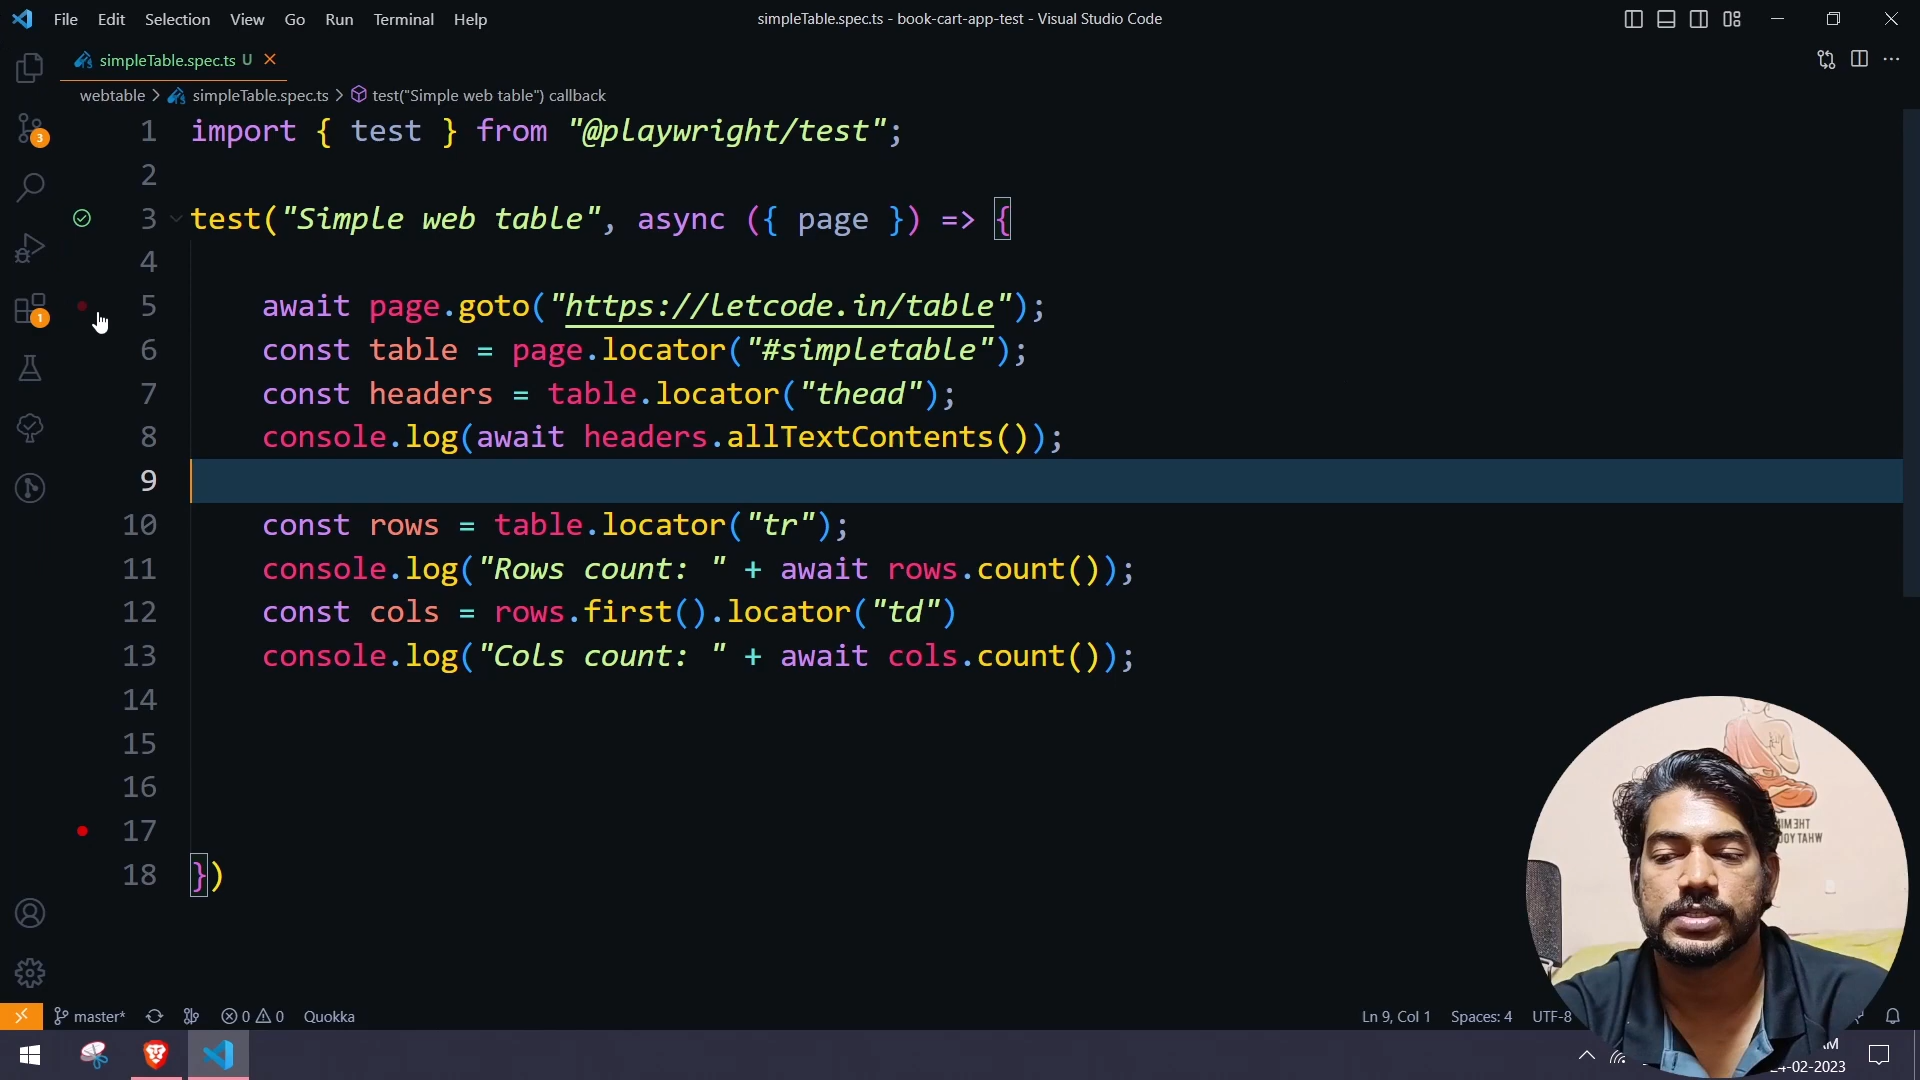 File Edit Selection View Go Run Terminal Help simpleTable.spec.ts - book-cart-app-test - Visual Studio Code
simpleTable.spec.ts U
webtable > simpleTable.spec.ts > test("Simple web table") callback
1 import { test } from "@playwright/test";
2
3 test("Simple web table", async ({ page }) => {
4
5 await page.goto("https://letcode.in/table");
6 const table = page.locator("#simpletable");
7 const headers = table.locator("thead");
8 console.log(await headers.allTextContents());
9
10 const rows = table.locator("tr");
11 console.log("Rows count: " + await rows.count());
12 const cols = rows.first().locator("td")
13 console.log("Cols count: " + await cols.count());
14
15
16
17
18 })
3
1
master* 0 0 Quokka Ln 9, Col 1 Spaces: 4 UTF-8
-02-2023